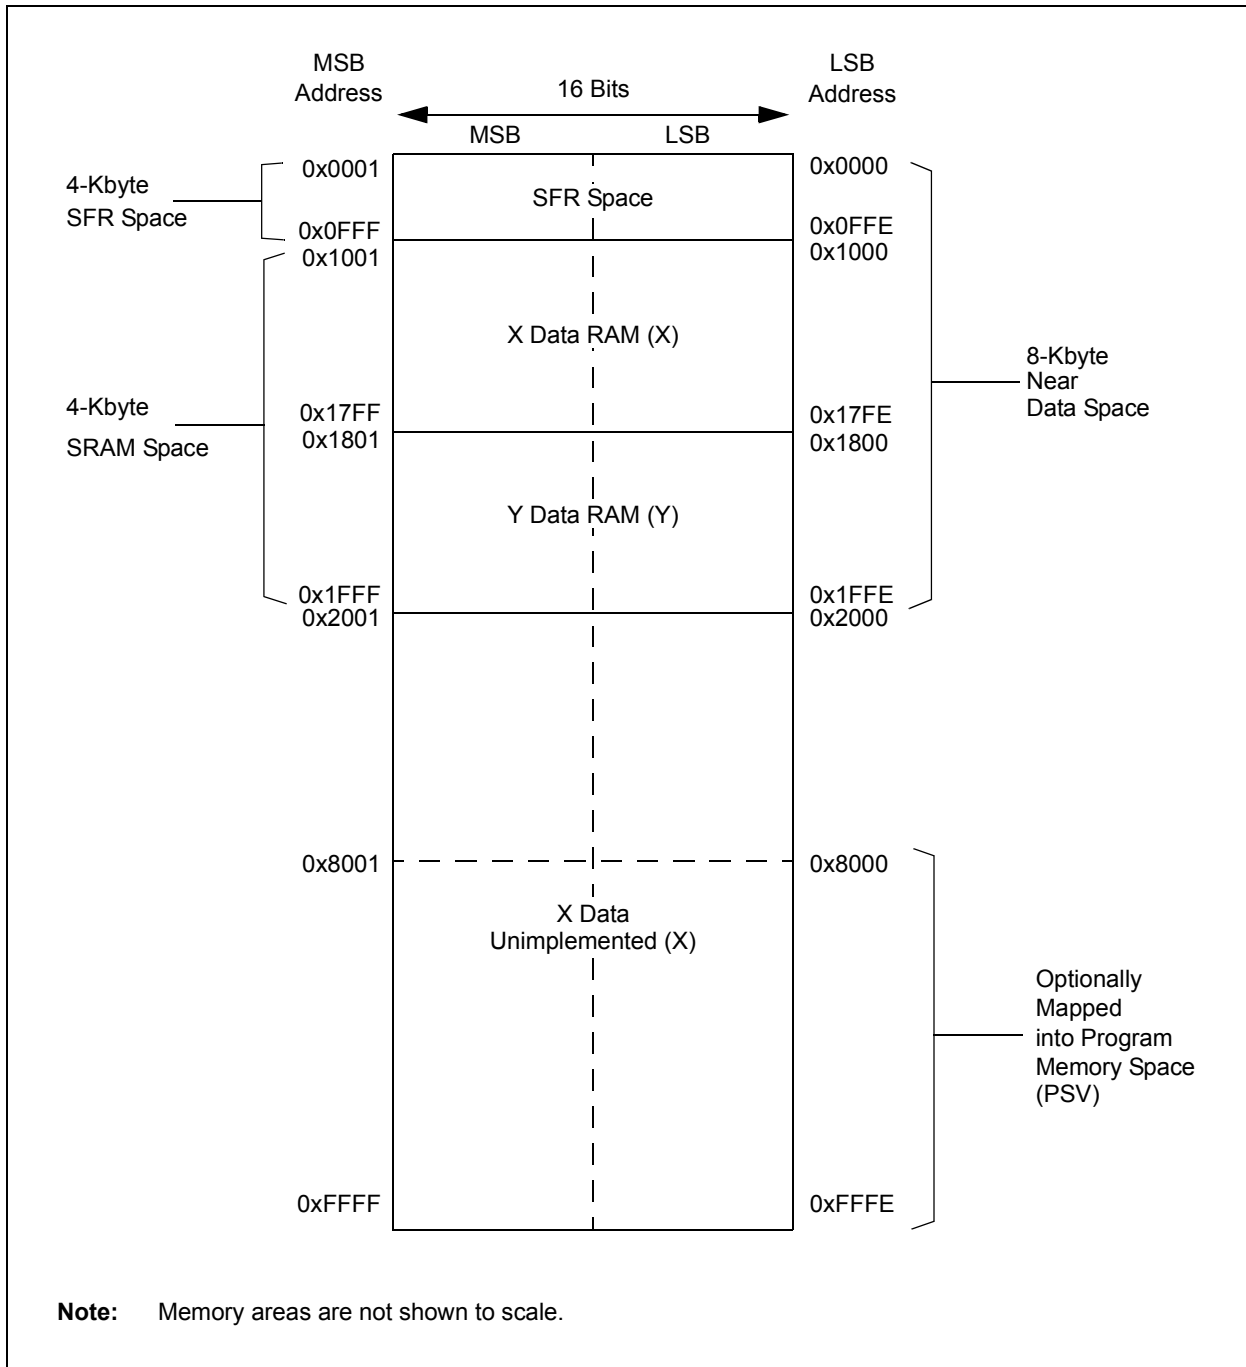 MSB
Address
16 Bits
LSB
Address
MSB
LSB
4-Kbyte
SFR Space
0x0001
0x0FFF
SFR Space
0x0000
0x0FFE
4-Kbyte
SRAM Space
0x1001
0x17FF
0x1801
0x1FFF
X Data RAM (X)
Y Data RAM (Y)
0x1000
0x17FE
0x1800
0x1FFE
8-Kbyte
Near
Data Space
0x2001
0x2000
0x8001
0x8000
X Data
Unimplemented (X)
Optionally
Mapped
into Program
Memory Space
(PSV)
0xFFFF
0xFFFE
Note: Memory areas are not shown to scale.